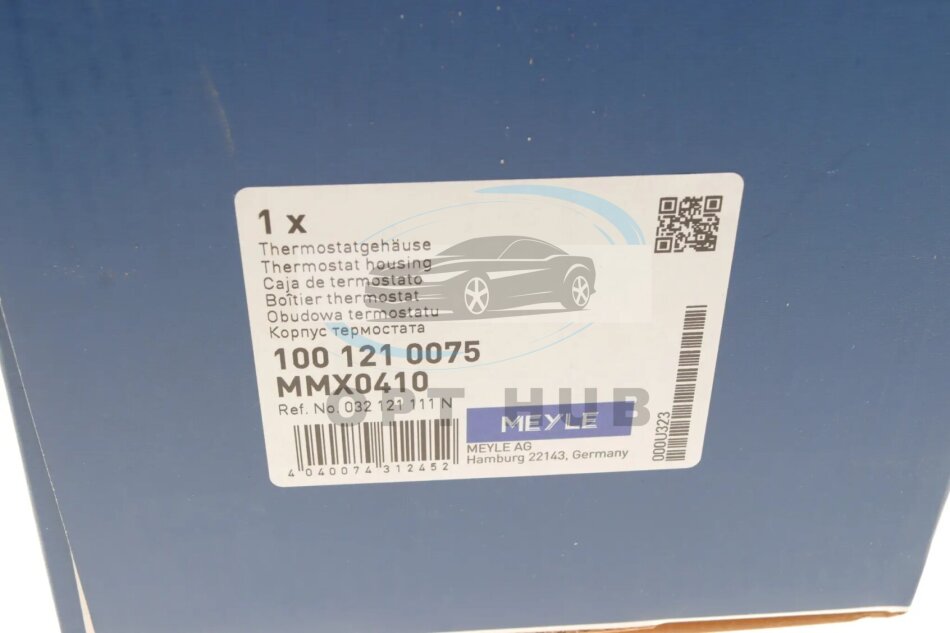 1 x
Thermostatgehäuse
Thermostat housing
Caja de termostato
Boîtier thermostat
Obudowa termostatu
Корпус термостата
100 121 0075
MMX0410
Ref. No. 032 121 111 N
OPT HUB
MEYLE
MEYLE AG
Hamburg 22143, Germany
4 040074 312452
000U323